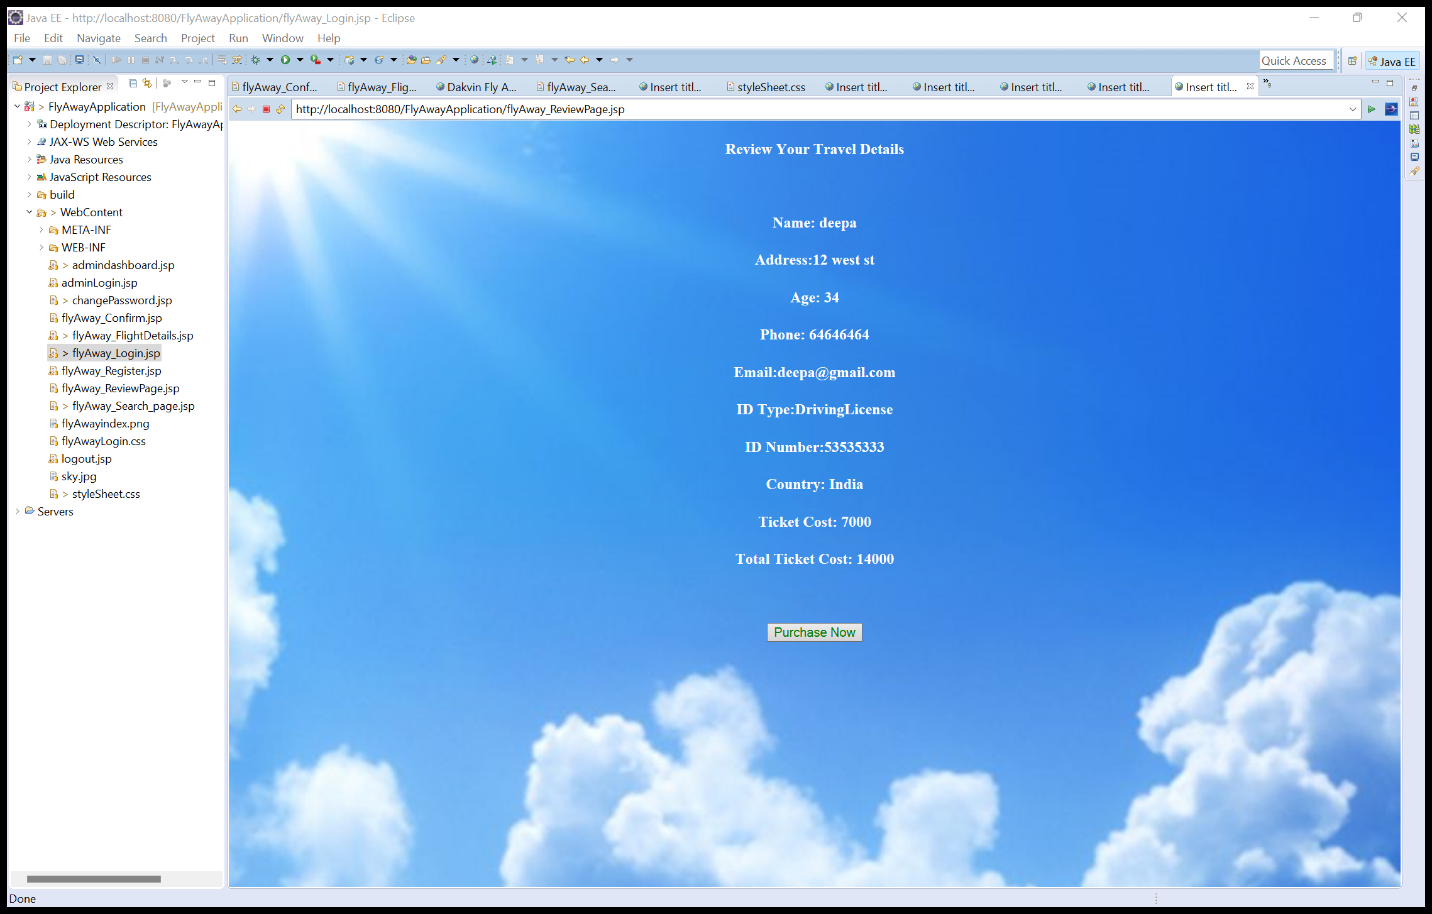 Java EE - http://localhost:8080/FlyAwayApplication/flyAway_Login.jsp - Eclipse
File Edit Navigate Search Project Run Window Help
Quick Access
Java EE
Project Explorer
flyAway_Conf...
flyAway_Flig...
Dakvin Fly A...
flyAway_Sea...
Insert titl...
styleSheet.css
Insert titl...
Insert titl...
Insert titl...
Insert titl...
Insert titl...
»9
http://localhost:8080/FlyAwayApplication/flyAway_ReviewPage.jsp
> FlyAwayApplication [FlyAwayAppli
Deployment Descriptor: FlyAwayAp
JAX-WS Web Services
Java Resources
JavaScript Resources
build
> WebContent
META-INF
WEB-INF
> admindashboard.jsp
adminLogin.jsp
> changePassword.jsp
flyAway_Confirm.jsp
> flyAway_FlightDetails.jsp
> flyAway_Login.jsp
flyAway_Register.jsp
flyAway_ReviewPage.jsp
> flyAway_Search_page.jsp
flyAwayindex.png
flyAwayLogin.css
logout.jsp
sky.jpg
> styleSheet.css
Servers
Review Your Travel Details
Name: deepa
Address:12 west st
Age: 34
Phone: 64646464
Email:deepa@gmail.com
ID Type:DrivingLicense
ID Number:53535333
Country: India
Ticket Cost: 7000
Total Ticket Cost: 14000
Purchase Now
Done